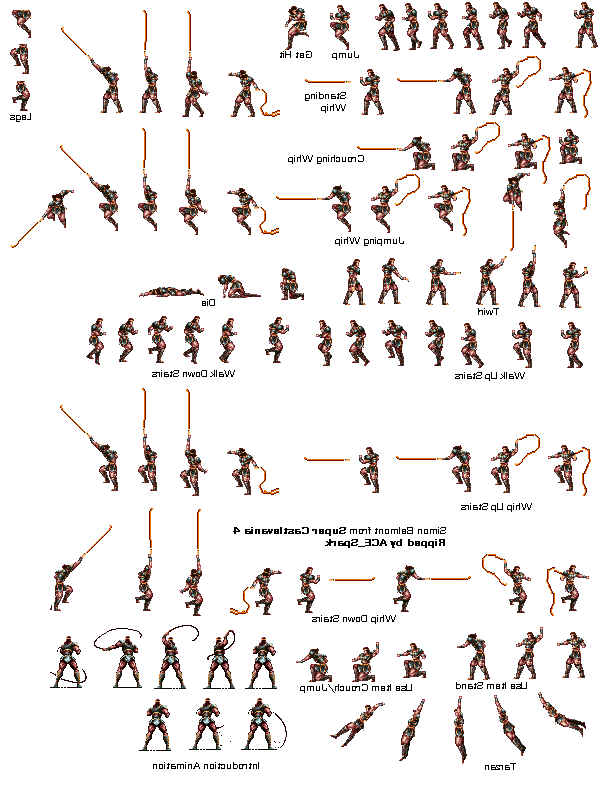 Get Hit
Jump
Legs
Standing
Whip
Crouching Whip
Jumping Whip
Die
Twirl
Walk Down Stairs
Walk Up Stairs
Whip Up Stairs
Simon Belmont from Super Castlevania 4
Ripped by ACE_Spark
Whip Down Stairs
Use Item Crouch/Jump
Use Item Stand
Introduction Animation
Tarzan